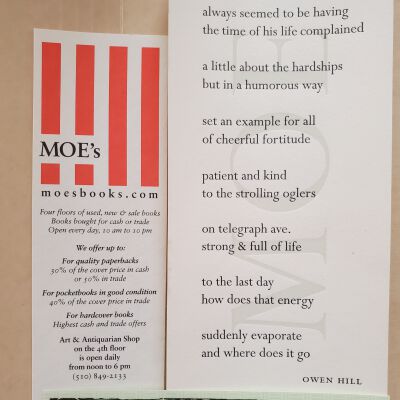 MOE's
moesbooks.com
Four floors of used, new & sale books
Books bought for cash or trade
Open every day, 10 am to 10 pm
We offer up to:
For quality paperbacks
30% of the cover price in cash
or 50% in trade
For pocketbooks in good condition
40% of the cover price in trade
For hardcover books
Highest cash and trade offers
Art & Antiquarian Shop
on the 4th floor
is open daily
from noon to 6 pm
(510) 849-2133
MOE
always seemed to be having
the time of his life complained
a little about the hardships
but in a humorous way
set an example for all
of cheerful fortitude
patient and kind
to the strolling oglers
on telegraph ave.
strong & full of life
to the last day
how does that energy
suddenly evaporate
and where does it go
OWEN HILL